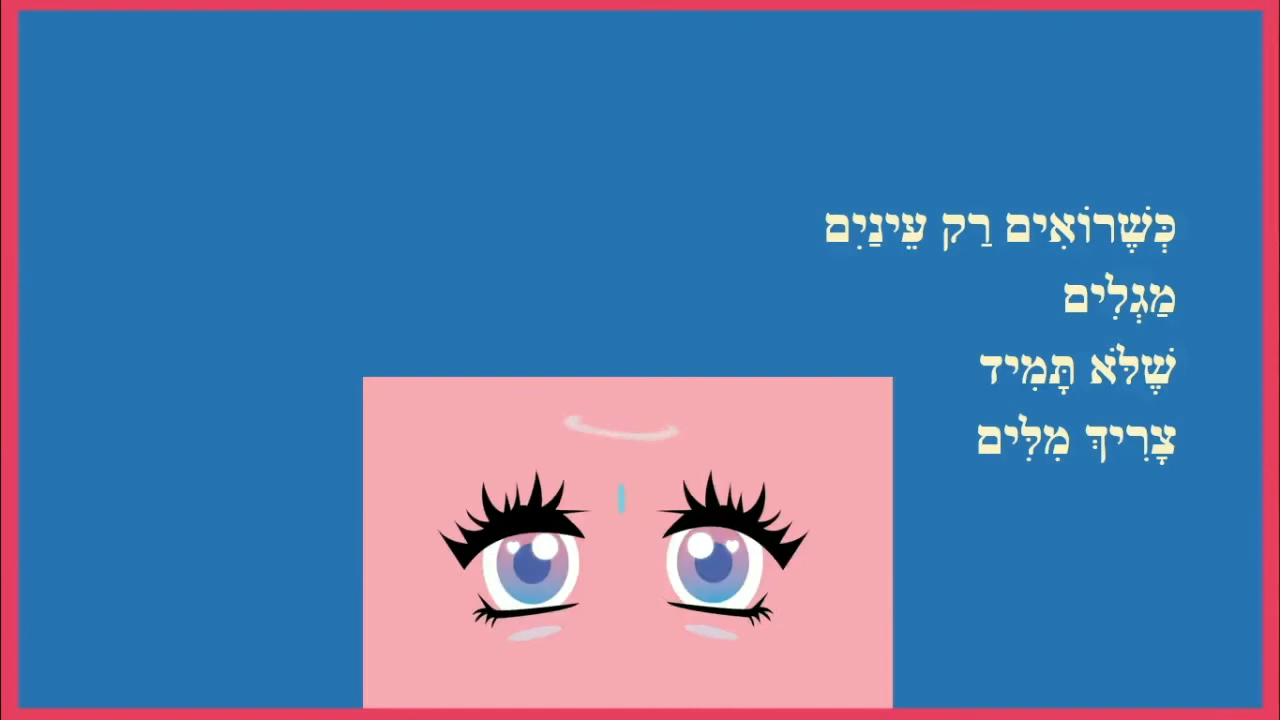 כְּשֶׁרוֹאִים רַק עֵינַיִם
מַגְלִים
שֶׁלֹּא תָּמִיד
צָרִיךְ מִלִּים